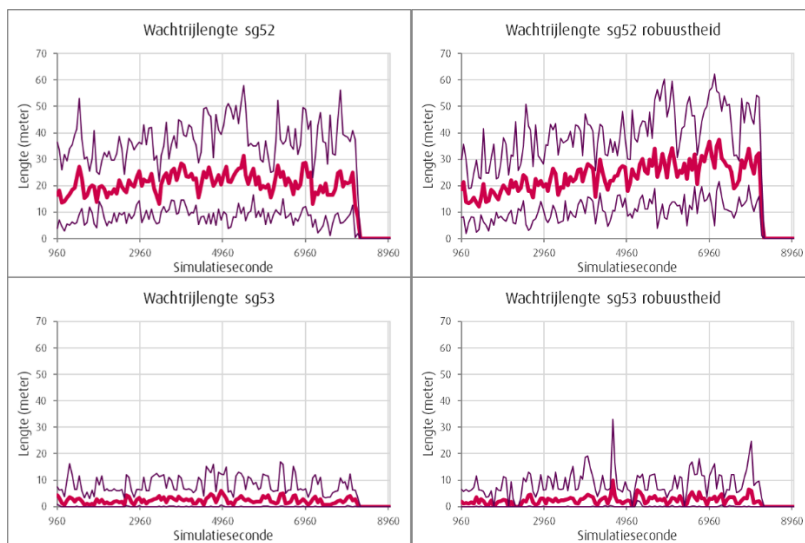 Wachtrijlengte sg52
70
60
50
40
30
20
10
0
Lengte (meter)
960 2960 4960 6960 8960
Simulatieseconde
Wachtrijlengte sg52 robuustheid
70
60
50
40
30
20
10
0
Lengte (meter)
960 2960 4960 6960 8960
Simulatieseconde
Wachtrijlengte sg53
70
60
50
40
30
20
10
0
Lengte (meter)
960 2960 4960 6960 8960
Simulatieseconde
Wachtrijlengte sg53 robuustheid
70
60
50
40
30
20
10
0
Lengte (meter)
960 2960 4960 6960 8960
Simulatieseconde